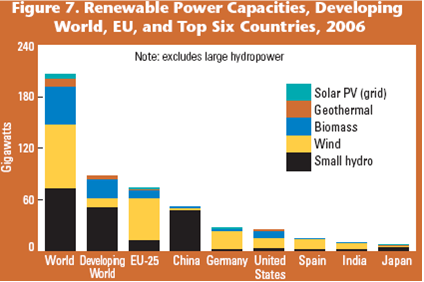 Figure 7. Renewable Power Capacities, Developing
World, EU, and Top Six Countries, 2006
Note: excludes large hydropower
Gigawatts
240
180
120
60
0
Solar PV (grid)
Geothermal
Biomass
Wind
Small hydro
World Developing EU-25 China Germany United Spain India Japan
World States